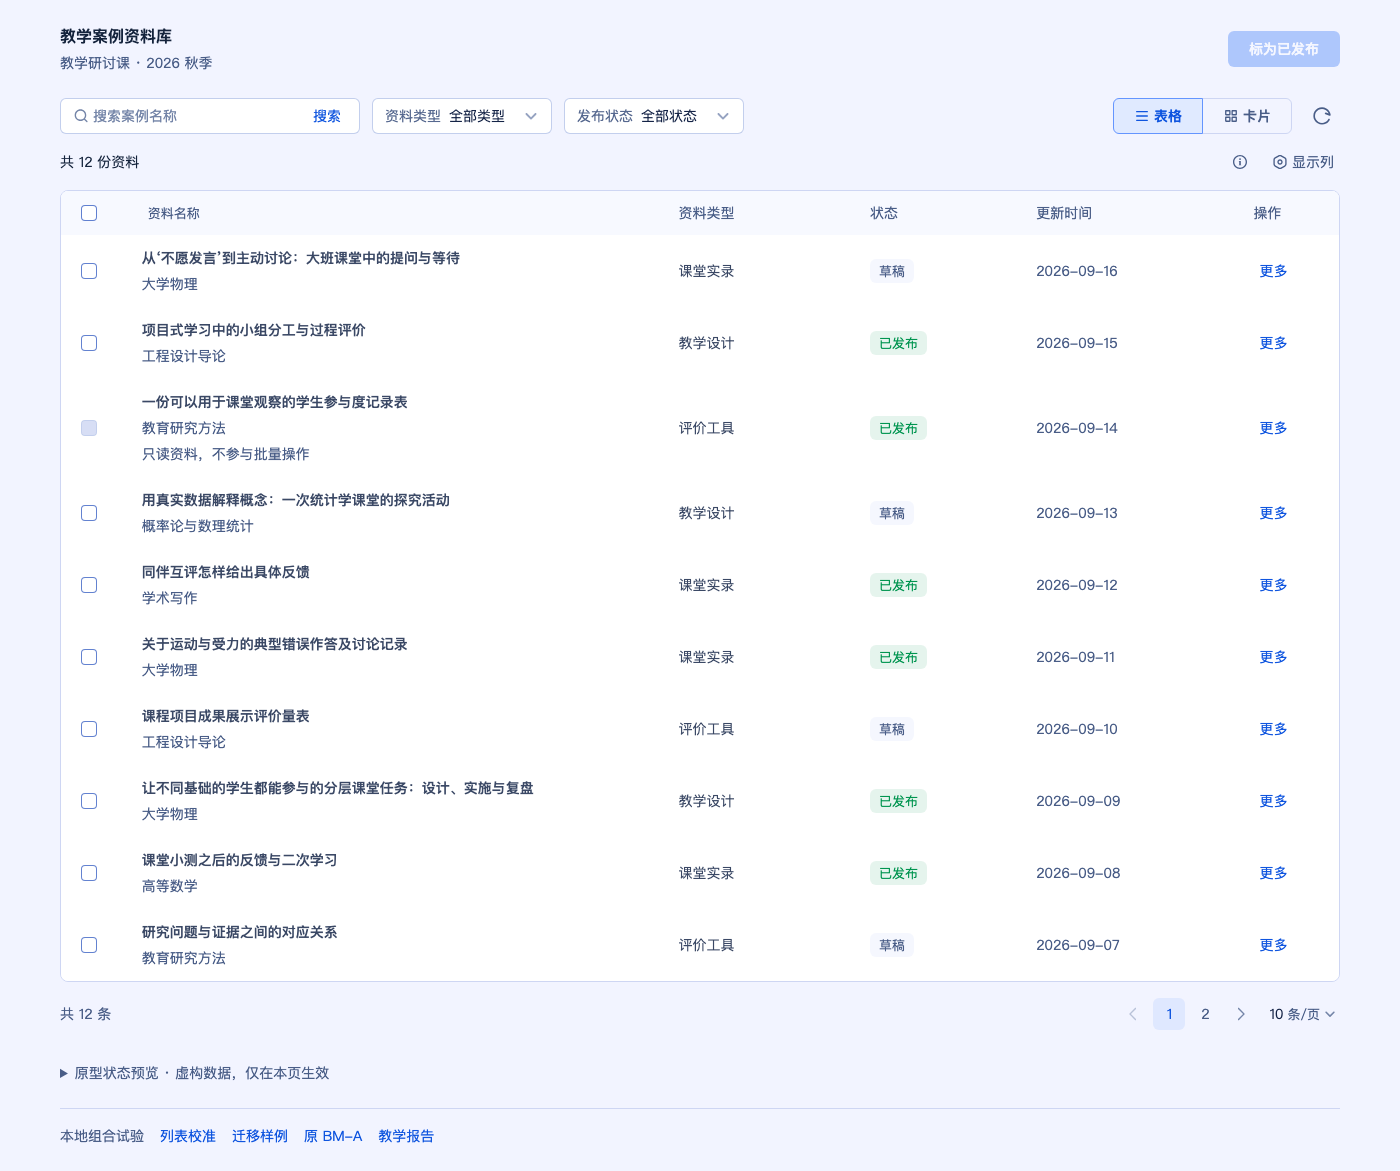 教学案例资料库
教学研讨课 · 2026 秋季
标为已发布
搜索案例名称 搜索 资料类型 全部类型 发布状态 全部状态 表格 卡片
共 12 份资料 显示列
资料名称 资料类型 状态 更新时间 操作
从‘不愿发言’到主动讨论：大班课堂中的提问与等待
大学物理
课堂实录 草稿 2026-09-16 更多
项目式学习中的小组分工与过程评价
工程设计导论
教学设计 已发布 2026-09-15 更多
一份可以用于课堂观察的学生参与度记录表
教育研究方法
只读资料，不参与批量操作
评价工具 已发布 2026-09-14 更多
用真实数据解释概念：一次统计学课堂的探究活动
概率论与数理统计
教学设计 草稿 2026-09-13 更多
同伴互评怎样给出具体反馈
学术写作
课堂实录 已发布 2026-09-12 更多
关于运动与受力的典型错误作答及讨论记录
大学物理
课堂实录 已发布 2026-09-11 更多
课程项目成果展示评价量表
工程设计导论
评价工具 草稿 2026-09-10 更多
让不同基础的学生都能参与的分层课堂任务：设计、实施与复盘
大学物理
教学设计 已发布 2026-09-09 更多
课堂小测之后的反馈与二次学习
高等数学
课堂实录 已发布 2026-09-08 更多
研究问题与证据之间的对应关系
教育研究方法
评价工具 草稿 2026-09-07 更多
共 12 条 1 2 10 条/页
原型状态预览 · 虚构数据，仅在本页生效
本地组合试验 列表校准 迁移样例 原 BM-A 教学报告